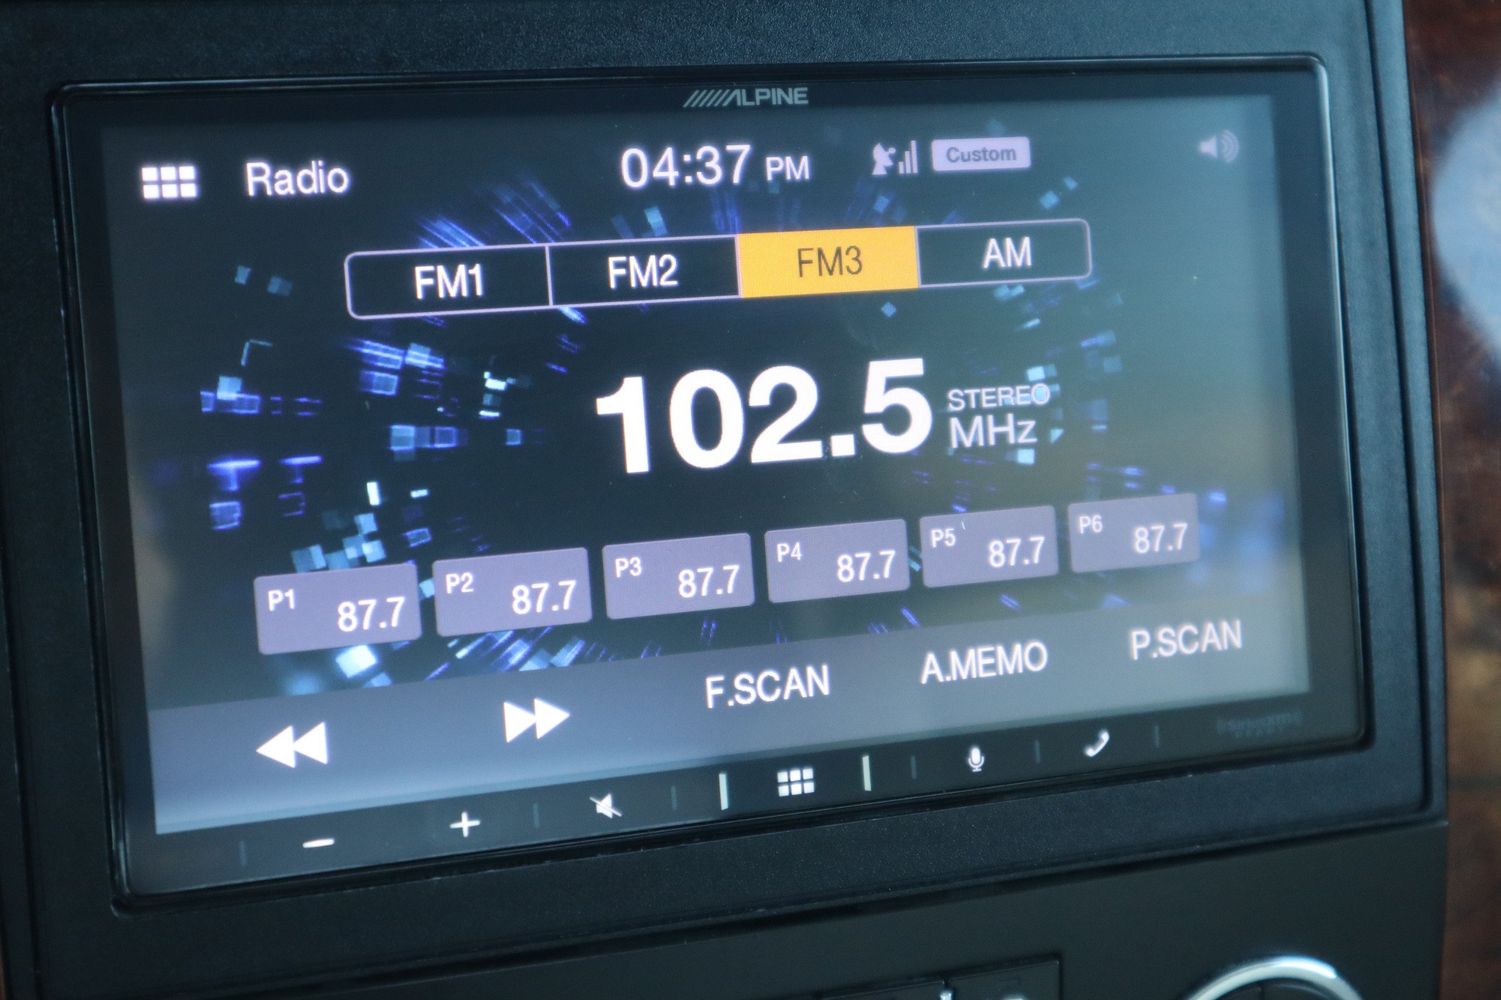 ALPINE
Radio
04:37 PM
Custom
FM1
FM2
FM3
AM
102.5
STEREO
MHz
P1 87.7
P2 87.7
P3 87.7
P4 87.7
P5 87.7
P6 87.7
F.SCAN
A.MEMO
P.SCAN